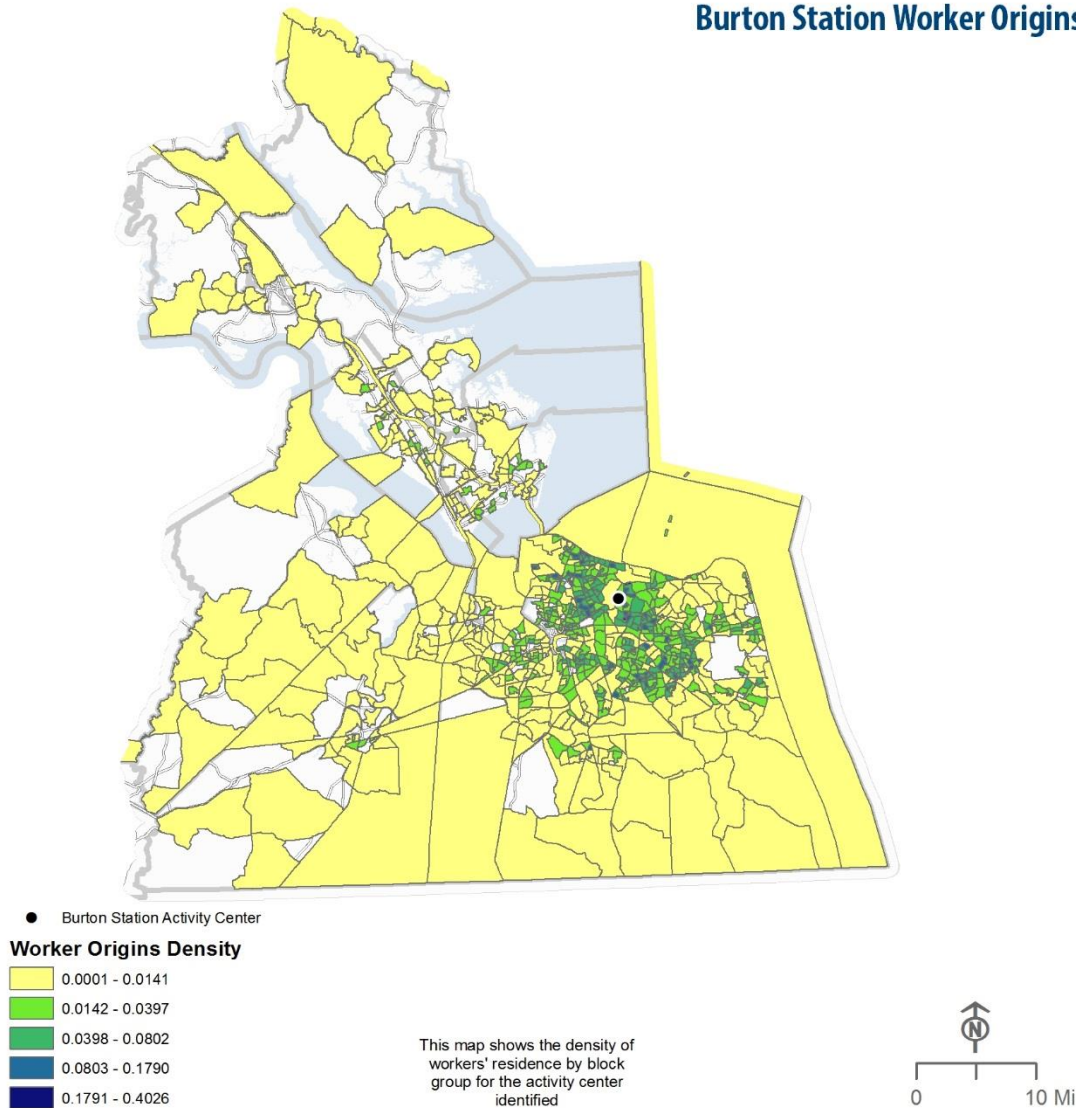 Burton Station Worker Origins
Burton Station Activity Center
Worker Origins Density
0.0001 - 0.0141
0.0142 - 0.0397
0.0398 - 0.0802
0.0803 - 0.1790
0.1791 - 0.4026
This map shows the density of
workers' residence by block
group for the activity center
identified
N
0 10 Mi